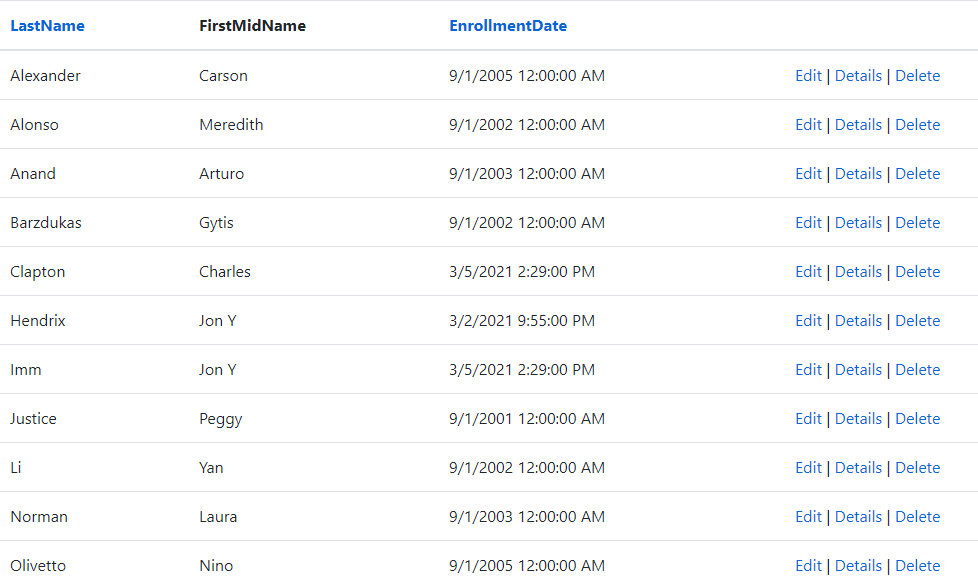 LastName FirstMidName EnrollmentDate
Alexander Carson 9/1/2005 12:00:00 AM Edit | Details | Delete
Alonso Meredith 9/1/2002 12:00:00 AM Edit | Details | Delete
Anand Arturo 9/1/2003 12:00:00 AM Edit | Details | Delete
Barzdukas Gytis 9/1/2002 12:00:00 AM Edit | Details | Delete
Clapton Charles 3/5/2021 2:29:00 PM Edit | Details | Delete
Hendrix Jon Y 3/2/2021 9:55:00 PM Edit | Details | Delete
Imm Jon Y 3/5/2021 2:29:00 PM Edit | Details | Delete
Justice Peggy 9/1/2001 12:00:00 AM Edit | Details | Delete
Li Yan 9/1/2002 12:00:00 AM Edit | Details | Delete
Norman Laura 9/1/2003 12:00:00 AM Edit | Details | Delete
Olivetto Nino 9/1/2005 12:00:00 AM Edit | Details | Delete